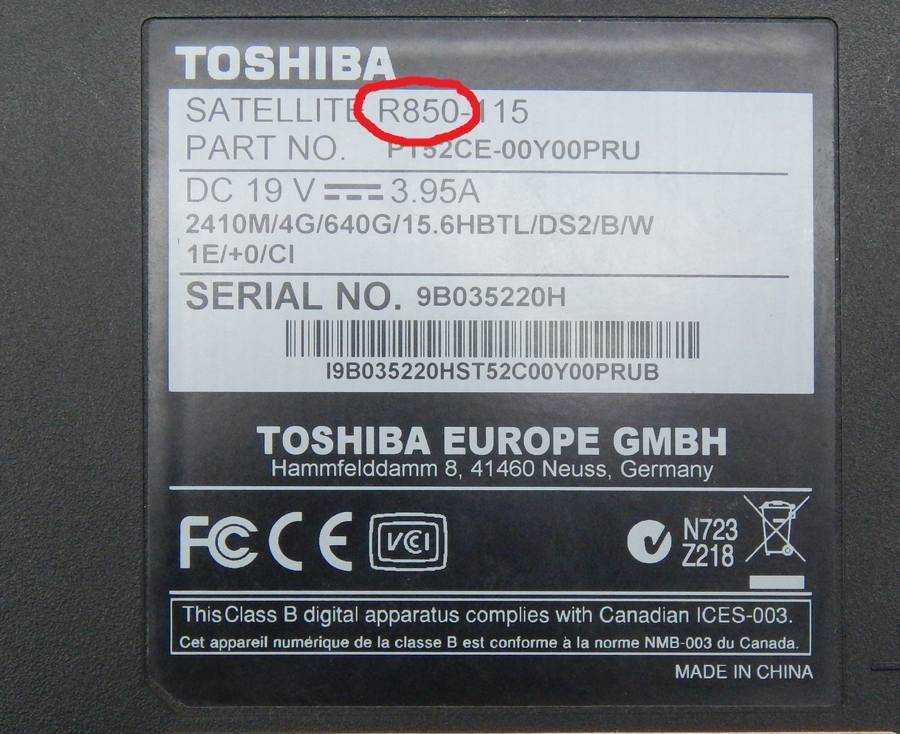 TOSHIBA
SATELLITE R850-115
PART NO. PT52CE-00Y00PRU
DC 19 V 3.95A
2410M/4G/640G/15.6HBTL/DS2/B/W
1E/+0/CI
SERIAL NO. 9B035220H
I9B035220HST52C00Y00PRUB
TOSHIBA EUROPE GMBH
Hammfelddamm 8, 41460 Neuss, Germany
FC CE VCI N723
Z218
This Class B digital apparatus complies with Canadian ICES-003.
Cet appareil numérique de la classe B est conforme à la norme NMB-003 du Canada.
MADE IN CHINA